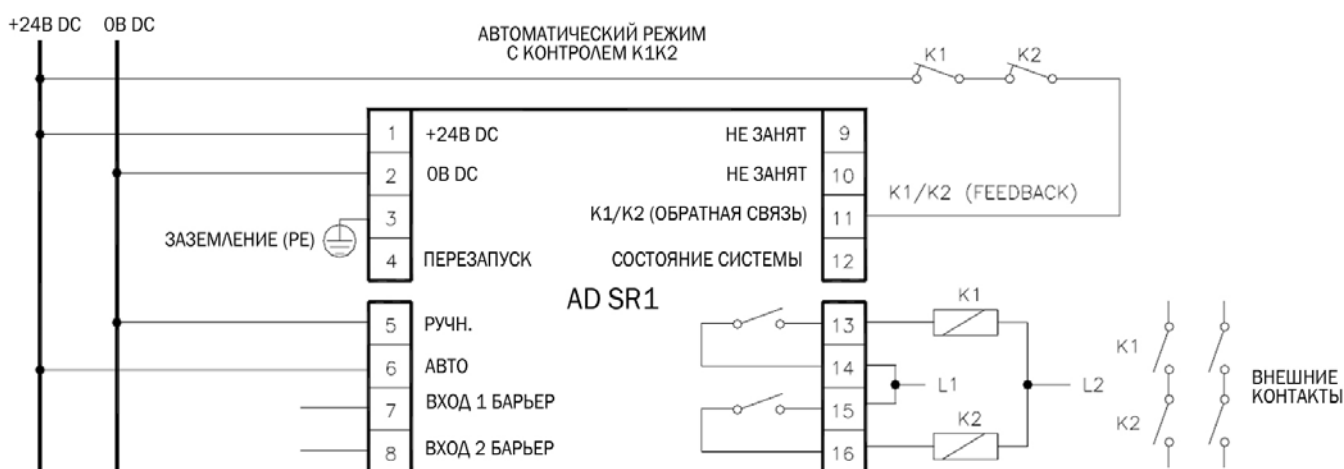 +24В DC 0В DC
АВТОМАТИЧЕСКИЙ РЕЖИМ
С КОНТРОЛЕМ К1К2
K1 K2
1 +24В DC НЕ ЗАНЯТ 9
2 0В DC НЕ ЗАНЯТ 10
K1/K2 (FEEDBACK)
3 К1/К2 (ОБРАТНАЯ СВЯЗЬ) 11
ЗАЗЕМЛЕНИЕ (PE)
4 ПЕРЕЗАПУСК СОСТОЯНИЕ СИСТЕМЫ 12
AD SR1
K1
5 РУЧН. 13
K1
6 АВТО 14
L1 L2
ВНЕШНИЕ
КОНТАКТЫ
7 ВХОД 1 БАРЬЕР 15
K2 K2
8 ВХОД 2 БАРЬЕР 16